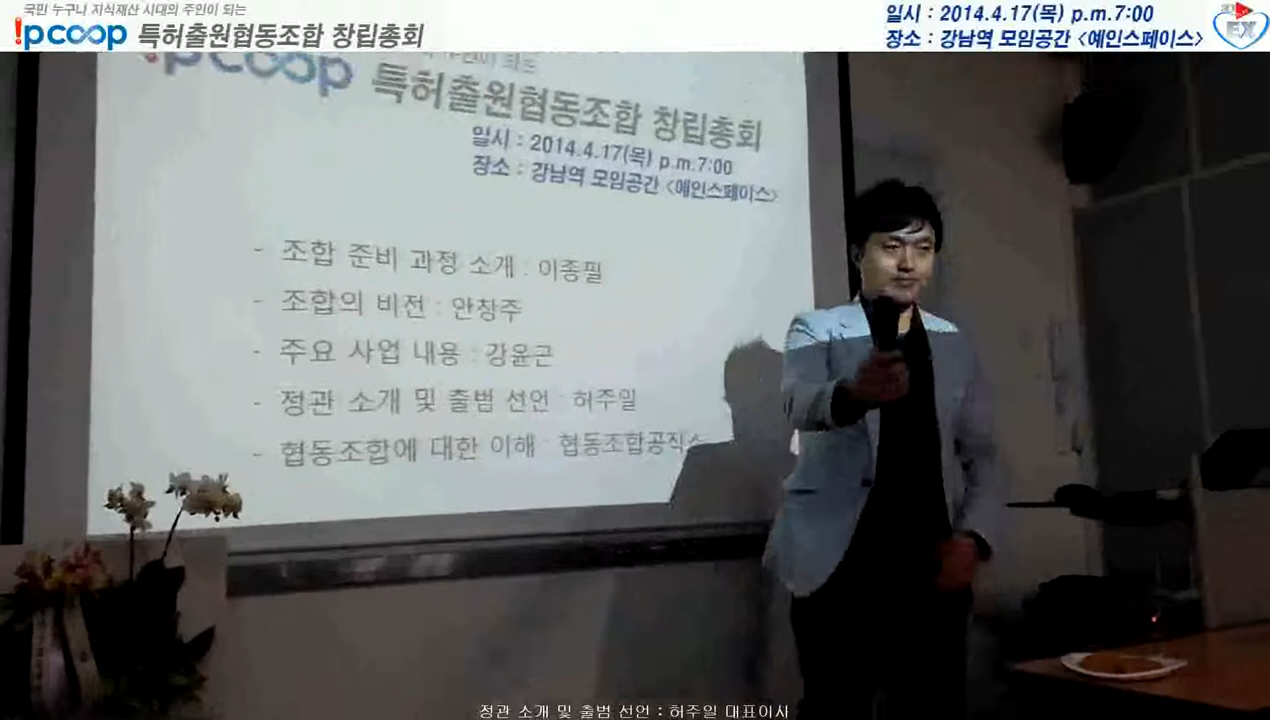 국민 누구나 지식재산 시대의 주인이 되는
!pcoop 특허출원협동조합 창립총회
일시 : 2014.4.17(목) p.m.7:00
장소 : 강남역 모임공간 <예인스페이스>
EX
!pcoop 특허출원협동조합 창립총회
일시 : 2014.4.17(목) p.m.7:00
장소 : 강남역 모임공간 <예인스페이스>
- 조합 준비 과정 소개 : 이종필
- 조합의 비전 : 안창주
- 주요 사업 내용 : 강윤곤
- 정관 소개 및 출범 선언 : 허주일
- 협동조합에 대한 이해 : 협동조합공작소
정관 소개 및 출범 선언 : 허주일 대표이사